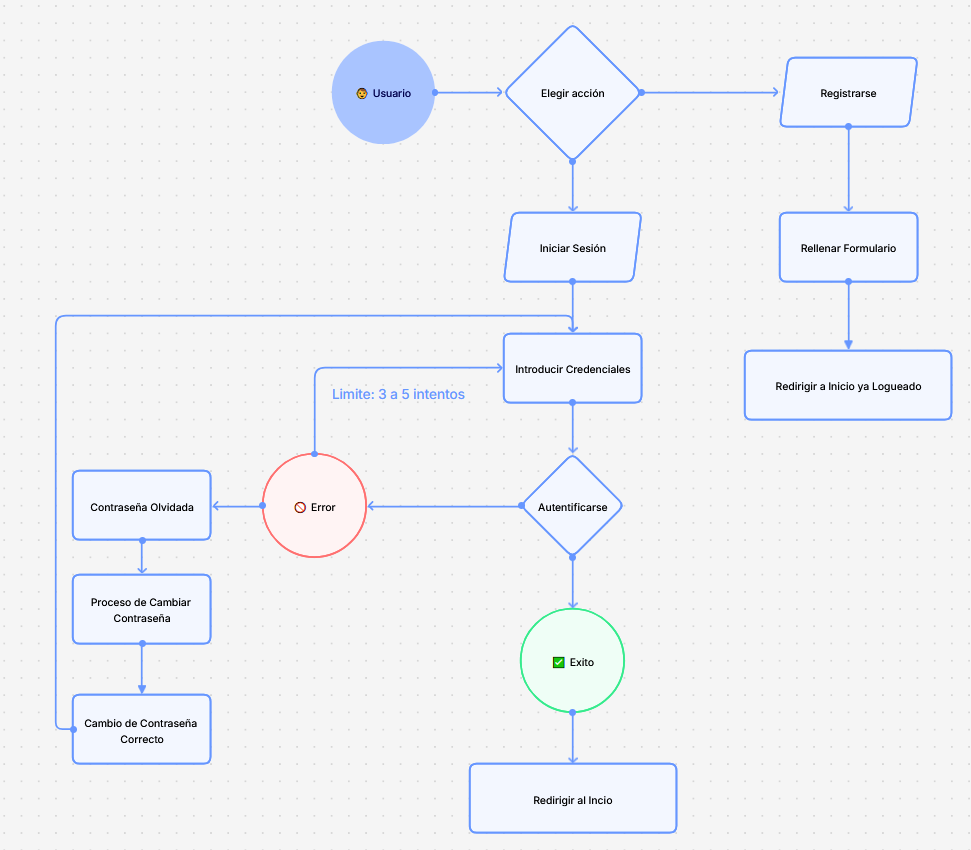 🧑 Usuario
Elegir acción
Registrarse
Iniciar Sesión
Rellenar Formulario
Introducir Credenciales
Redirigir a Inicio ya Logueado
Limite: 3 a 5 intentos
Contraseña Olvidada
🚫 Error
Autentificarse
Proceso de Cambiar
Contraseña
✅ Exito
Cambio de Contraseña
Correcto
Redirigir al Incio